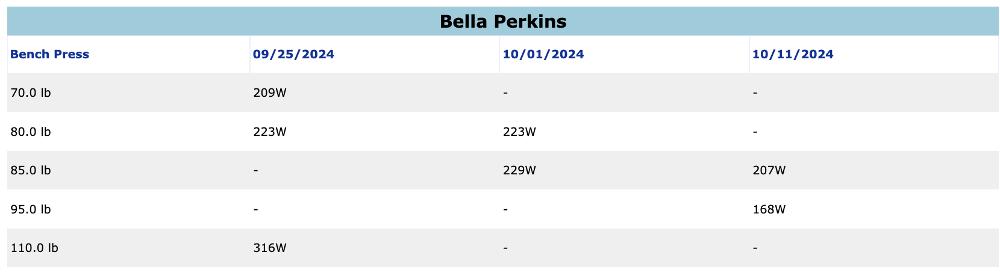 Bella Perkins
Bench Press 09/25/2024 10/01/2024 10/11/2024
70.0 lb 209W - -
80.0 lb 223W 223W -
85.0 lb - 229W 207W
95.0 lb - - 168W
110.0 lb 316W - -